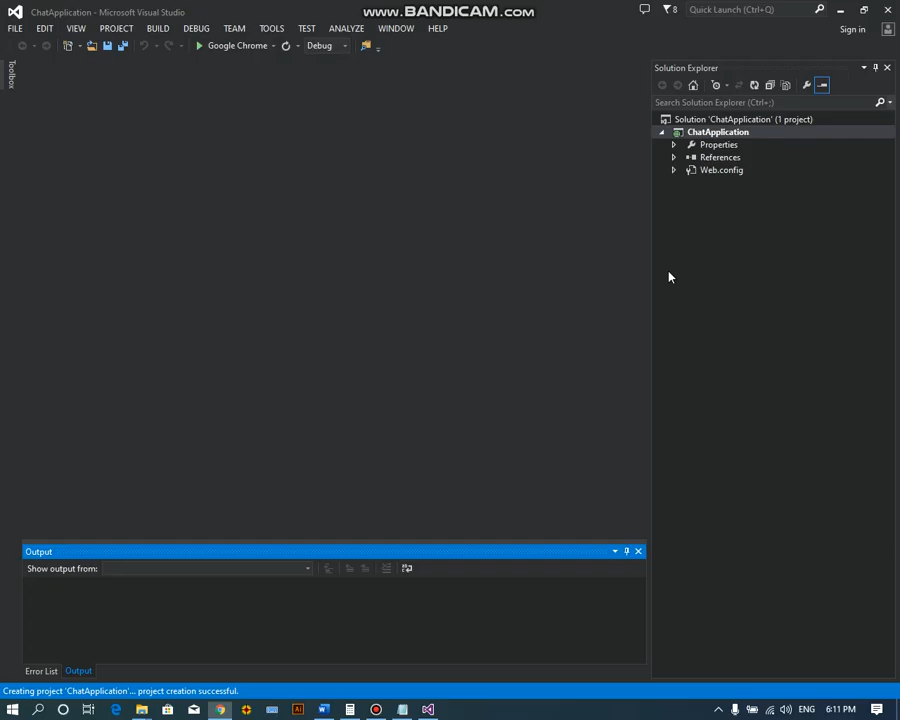 ChatApplication - Microsoft Visual Studio
WWW.BANDICAM.COM
8
Quick Launch (Ctrl+Q)
FILE EDIT VIEW PROJECT BUILD DEBUG TEAM TOOLS TEST ANALYZE WINDOW HELP
Sign in
Google Chrome Debug
Toolbox
Solution Explorer
Search Solution Explorer (Ctrl+;)
Solution 'ChatApplication' (1 project)
ChatApplication
Properties
References
Web.config
Output
Show output from:
Error List Output
Creating project 'ChatApplication'... project creation successful.
ENG 6:11 PM